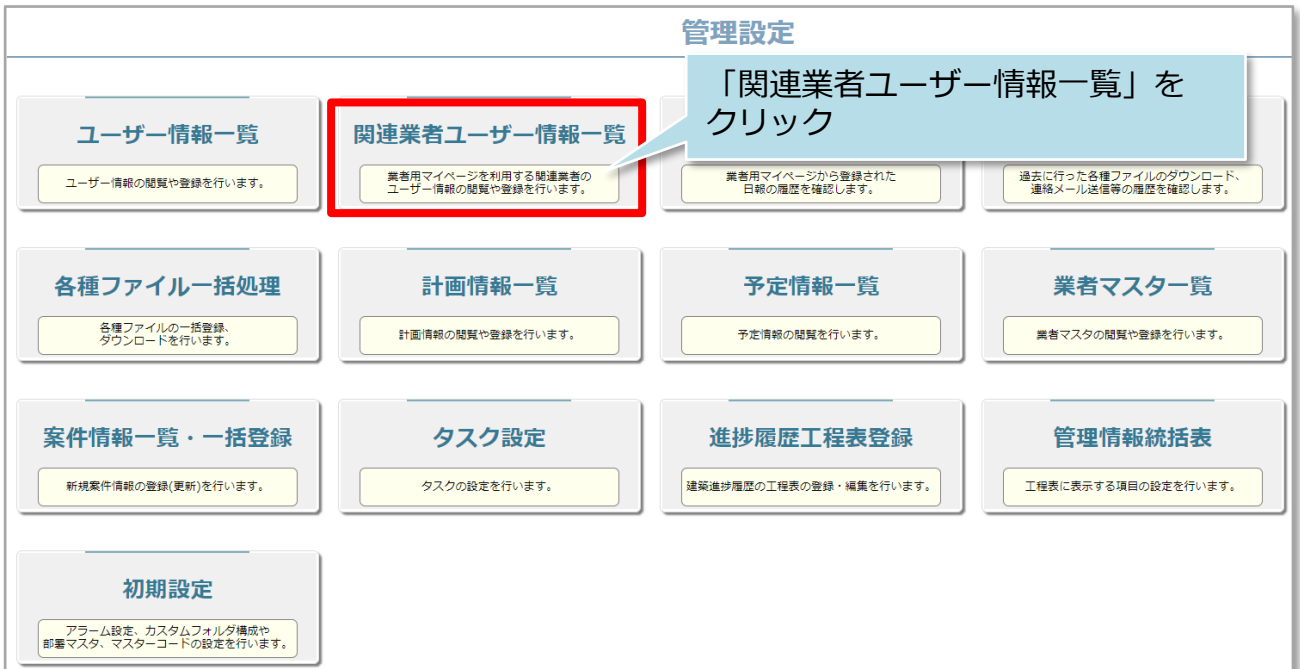 管理設定
「関連業者ユーザー情報一覧」を
クリック
ユーザー情報一覧
ユーザー情報の閲覧や登録を行います。
関連業者ユーザー情報一覧
業者用マイページを利用する関連業者の
ユーザー情報の閲覧や登録を行います。
業者用マイページから登録された
日報の履歴を確認します。
過去に行った各種ファイルのダウンロード、
連絡メール送信等の履歴を確認します。
各種ファイル一括処理
各種ファイルの一括登録、
ダウンロードを行います。
計画情報一覧
計画情報の閲覧や登録を行います。
予定情報一覧
予定情報の閲覧を行います。
業者マスタ一覧
業者マスタの閲覧や登録を行います。
案件情報一覧・一括登録
新規案件情報の登録(更新)を行います。
タスク設定
タスクの設定を行います。
進捗履歴工程表登録
建築進捗履歴の工程表の登録・編集を行います。
管理情報統括表
工程表に表示する項目の設定を行います。
初期設定
アラーム設定、カスタムフォルダ構成や
部署マスタ、マスターコードの設定を行います。